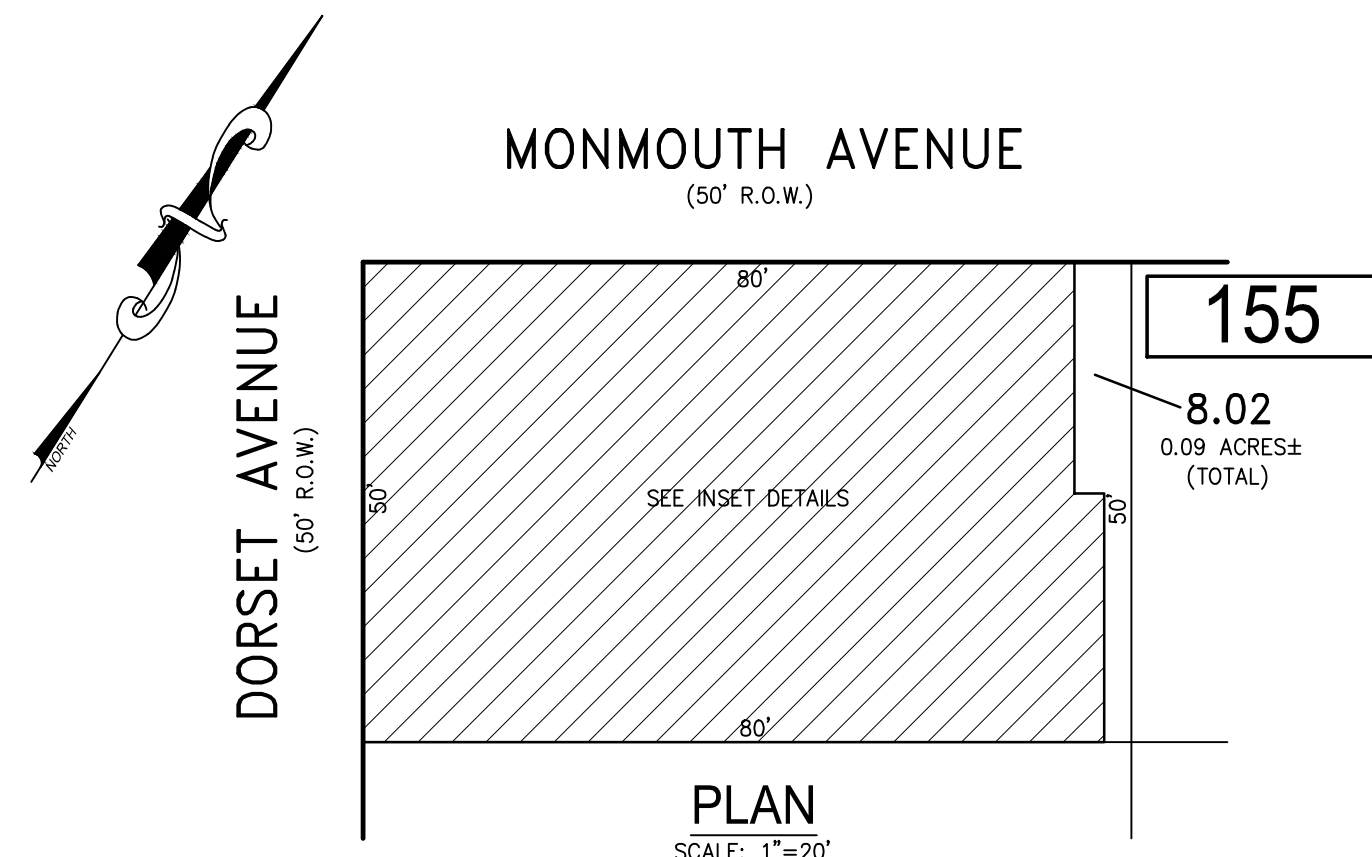 MONMOUTH AVENUE
(50' R.O.W.)
NORTH
DORSET AVENUE
(50' R.O.W.)
80'
155
8.02
0.09 ACRES±
(TOTAL)
50'
SEE INSET DETAILS
50'
80'
PLAN
SCALE: 1"=20'